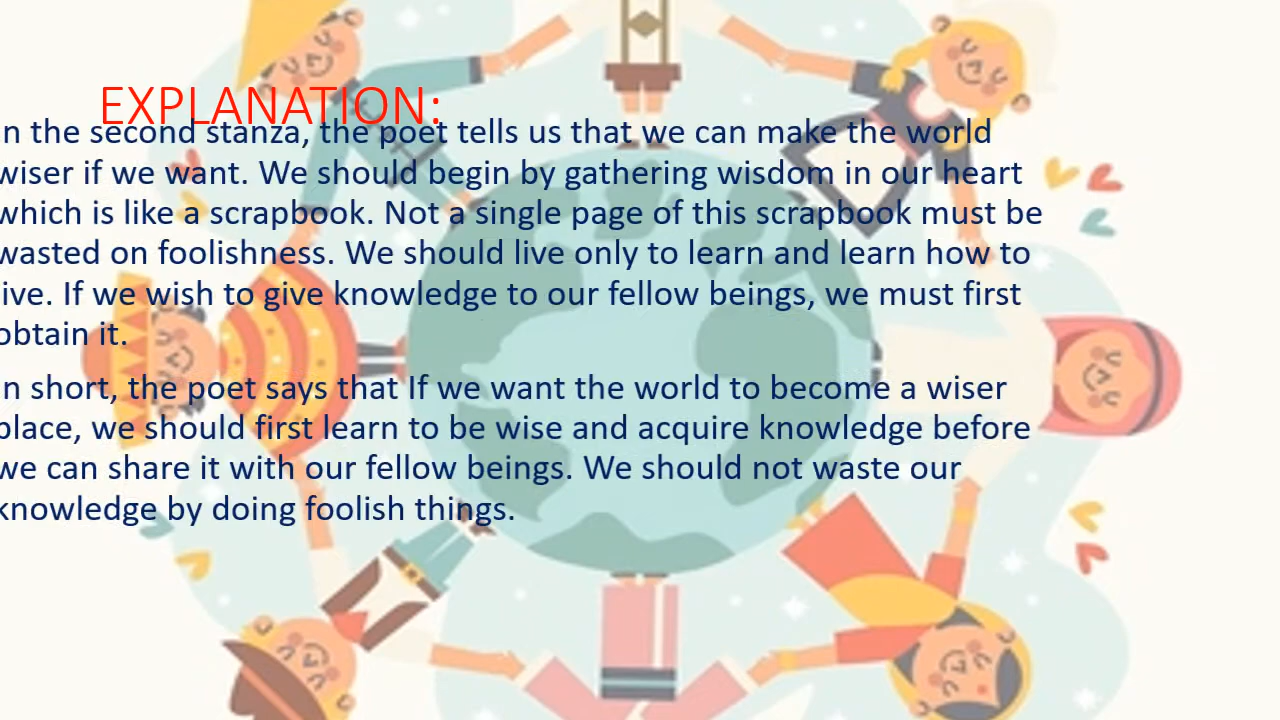 EXPLANATION:
n the second stanza, the poet tells us that we can make the world
wiser if we want. We should begin by gathering wisdom in our heart
which is like a scrapbook. Not a single page of this scrapbook must be
wasted on foolishness. We should live only to learn and learn how to
ive. If we wish to give knowledge to our fellow beings, we must first
obtain it.
n short, the poet says that If we want the world to become a wiser
place, we should first learn to be wise and acquire knowledge before
we can share it with our fellow beings. We should not waste our
knowledge by doing foolish things.